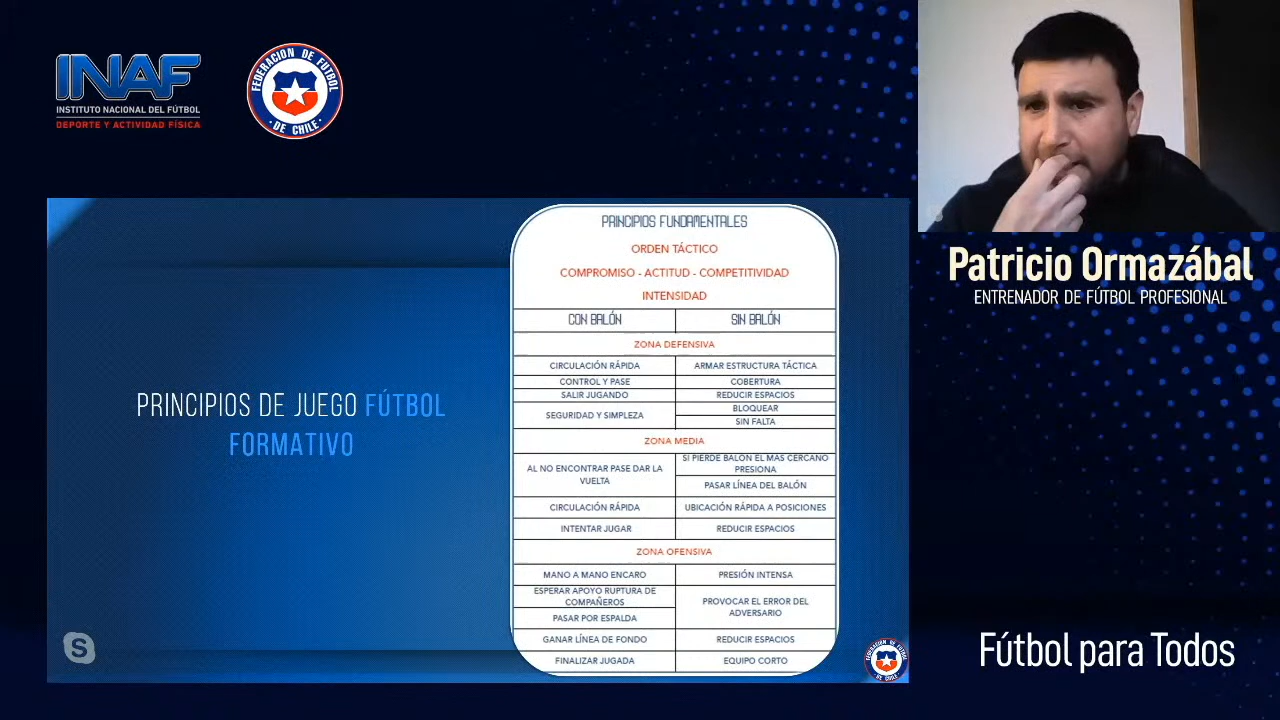 INAF
INSTITUTO NACIONAL DEL FÚTBOL
DEPORTE Y ACTIVIDAD FÍSICA
FEDERACION DE FUTBOL
DE CHILE
Patricio Ormazábal
ENTRENADOR DE FÚTBOL PROFESIONAL
PRINCIPIOS DE JUEGO FÚTBOL
FORMATIVO
PRINCIPIOS FUNDAMENTALES
ORDEN TÁCTICO
COMPROMISO - ACTITUD - COMPETITIVIDAD
INTENSIDAD
CON BALÓN SIN BALÓN
ZONA DEFENSIVA
CIRCULACIÓN RÁPIDA ARMAR ESTRUCTURA TÁCTICA
CONTROL Y PASE COBERTURA
SALIR JUGANDO REDUCIR ESPACIOS
SEGURIDAD Y SIMPLEZA BLOQUEAR
SIN FALTA
ZONA MEDIA
AL NO ENCONTRAR PASE DAR LA
VUELTA
SI PIERDE BALON EL MAS CERCANO
PRESIONA
PASAR LÍNEA DEL BALÓN
CIRCULACIÓN RÁPIDA UBICACIÓN RÁPIDA A POSICIONES
INTENTAR JUGAR REDUCIR ESPACIOS
ZONA OFENSIVA
MANO A MANO ENCARO PRESIÓN INTENSA
ESPERAR APOYO RUPTURA DE
COMPAÑEROS
PASAR POR ESPALDA
PROVOCAR EL ERROR DEL
ADVERSARIO
GANAR LÍNEA DE FONDO REDUCIR ESPACIOS
FINALIZAR JUGADA EQUIPO CORTO
S
FEDERACION DE FUTBOL
DE CHILE
Fútbol para Todos